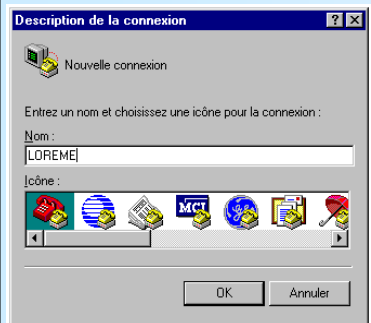 Description de la connexion
Nouvelle connexion
Entrez un nom et choisissez une icône pour la connexion :
Nom :
LOREME
Icône :
MCI
OK Annuler